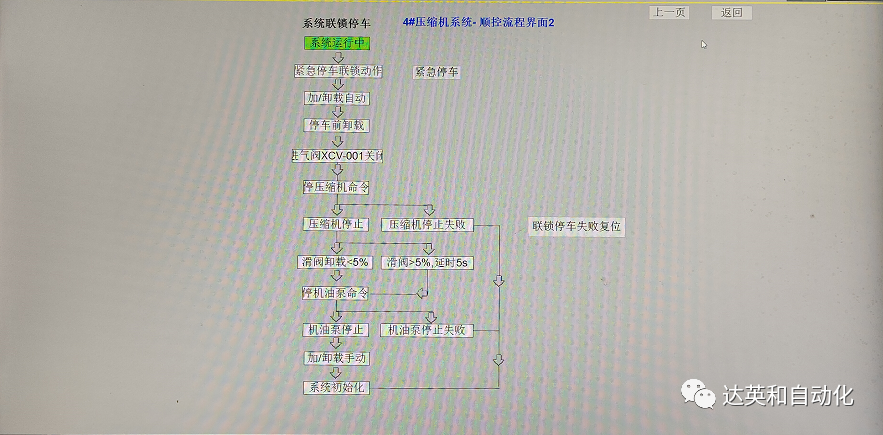 上一页
返回
系统联锁停车
4#压缩机系统- 顺控流程界面2
系统运行中
紧急停车联锁动作
紧急停车
加/卸载自动
停车前卸载
进气阀XCV-001关闭
停压缩机命令
压缩机停止
压缩机停止失败
联锁停车失败复位
滑阀卸载<5%
滑阀>5%,延时5s
停机油泵命令
机油泵停止
机油泵停止失败
加/卸载手动
系统初始化
达英和自动化